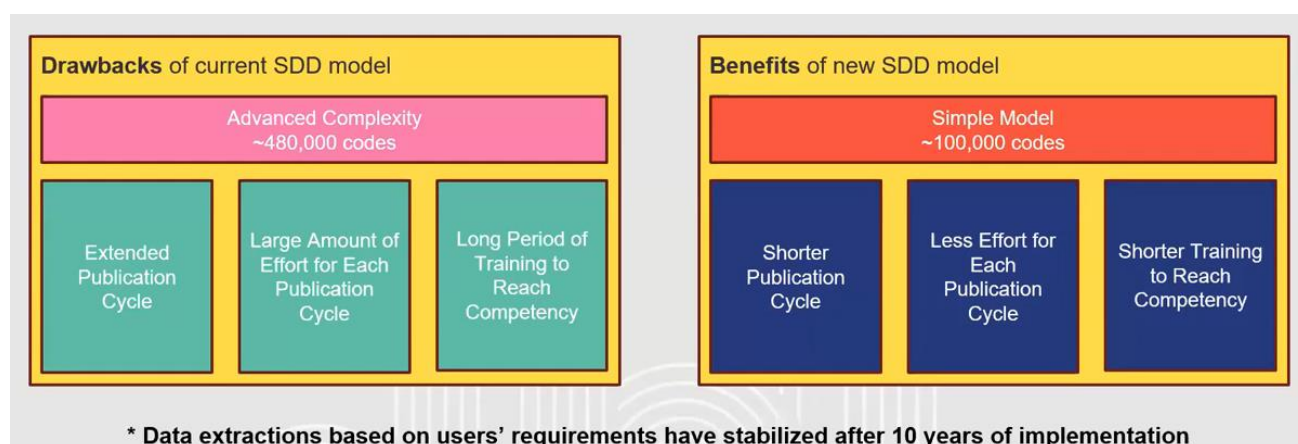 Drawbacks of current SDD model
Advanced Complexity
~480,000 codes
Extended
Publication
Cycle
Large Amount of
Effort for Each
Publication
Cycle
Long Period of
Training to
Reach
Competency
Benefits of new SDD model
Simple Model
~100,000 codes
Shorter
Publication
Cycle
Less Effort for
Each
Publication
Cycle
Shorter Training
to Reach
Competency
* Data extractions based on users' requirements have stabilized after 10 years of implementation